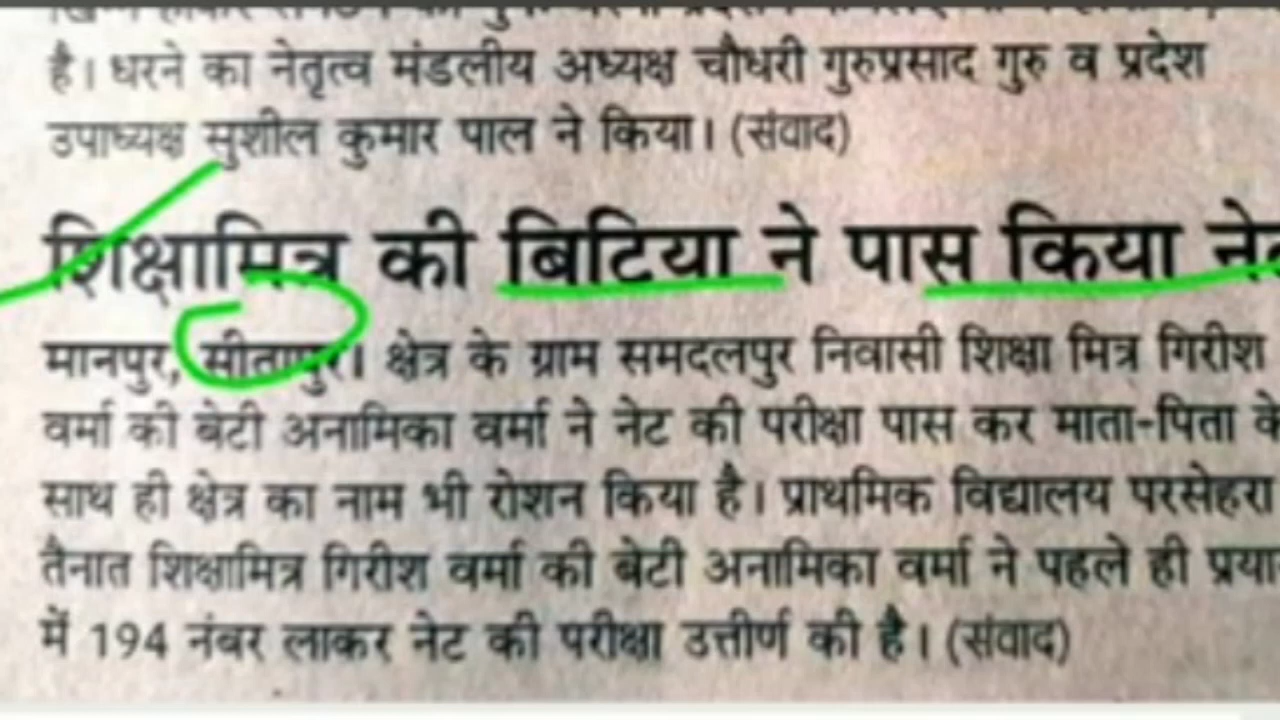 है। धरने का नेतृत्व मंडलीय अध्यक्ष चौधरी गुरुप्रसाद गुरु व प्रदेश
उपाध्यक्ष सुशील कुमार पाल ने किया। (संवाद)
शिक्षामित्र की बिटिया ने पास किया
मानपुर, सीतापुर। क्षेत्र के ग्राम समदलपुर निवासी शिक्षा मित्र गिरीश
वर्मा की बेटी अनामिका वर्मा ने नेट की परीक्षा पास कर माता-पिता के
साथ ही क्षेत्र का नाम भी रोशन किया है। प्राथमिक विद्यालय परसेहरा
तैनात शिक्षामित्र गिरीश वर्मा की बेटी अनामिका वर्मा ने पहले ही
में 194 नंबर लाकर नेट की परीक्षा उत्तीर्ण की है। (संवाद)